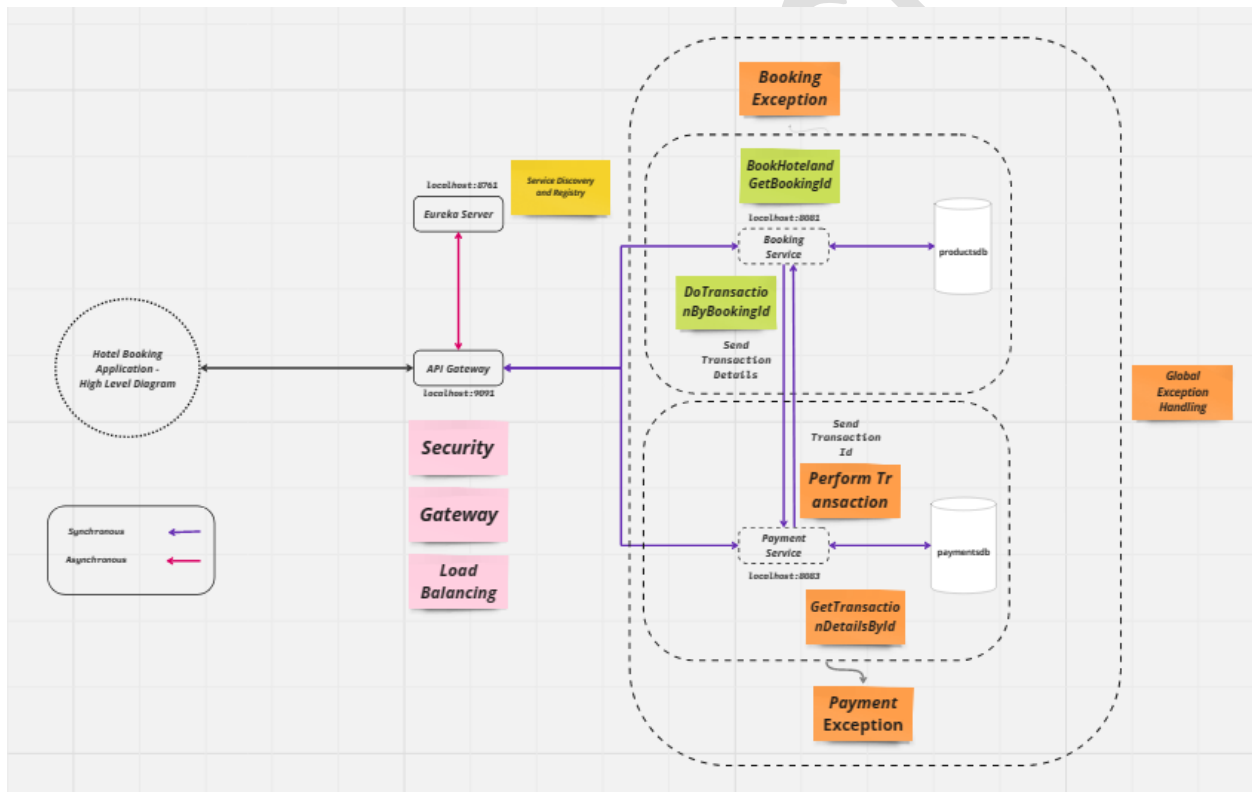 Booking
Exception
BookHoteland
GetBookingId
localhost:8761
Service Discovery
and Registry
Eureka Server
localhost:8081
Booking
Service
productsdb
DoTransactio
nByBookingId
Send
Transaction
Details
Hotel Booking
Application -
High Level Diagram
API Gateway
localhost:9091
Global
Exception
Handling
Security
Send
Transaction
Id
Perform Tr
ansaction
Gateway
Synchronous
Asynchronous
Payment
Service
paymentsdb
localhost:8083
Load
Balancing
GetTransactio
nDetailsById
Payment
Exception